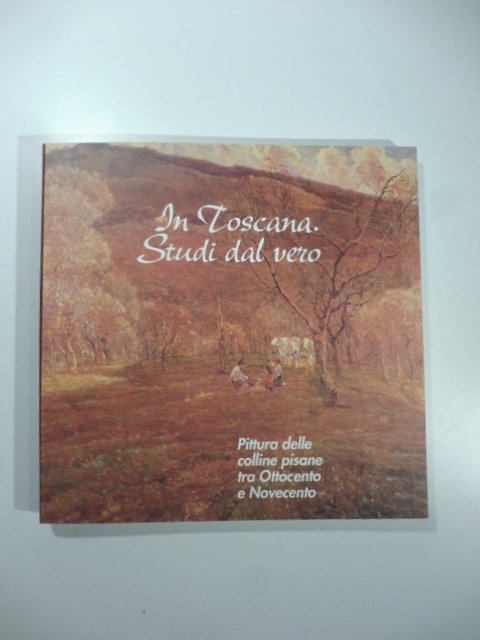 In Toscana.
Studi dal vero
Pittura delle
colline pisane
tra Ottocento
e Novecento